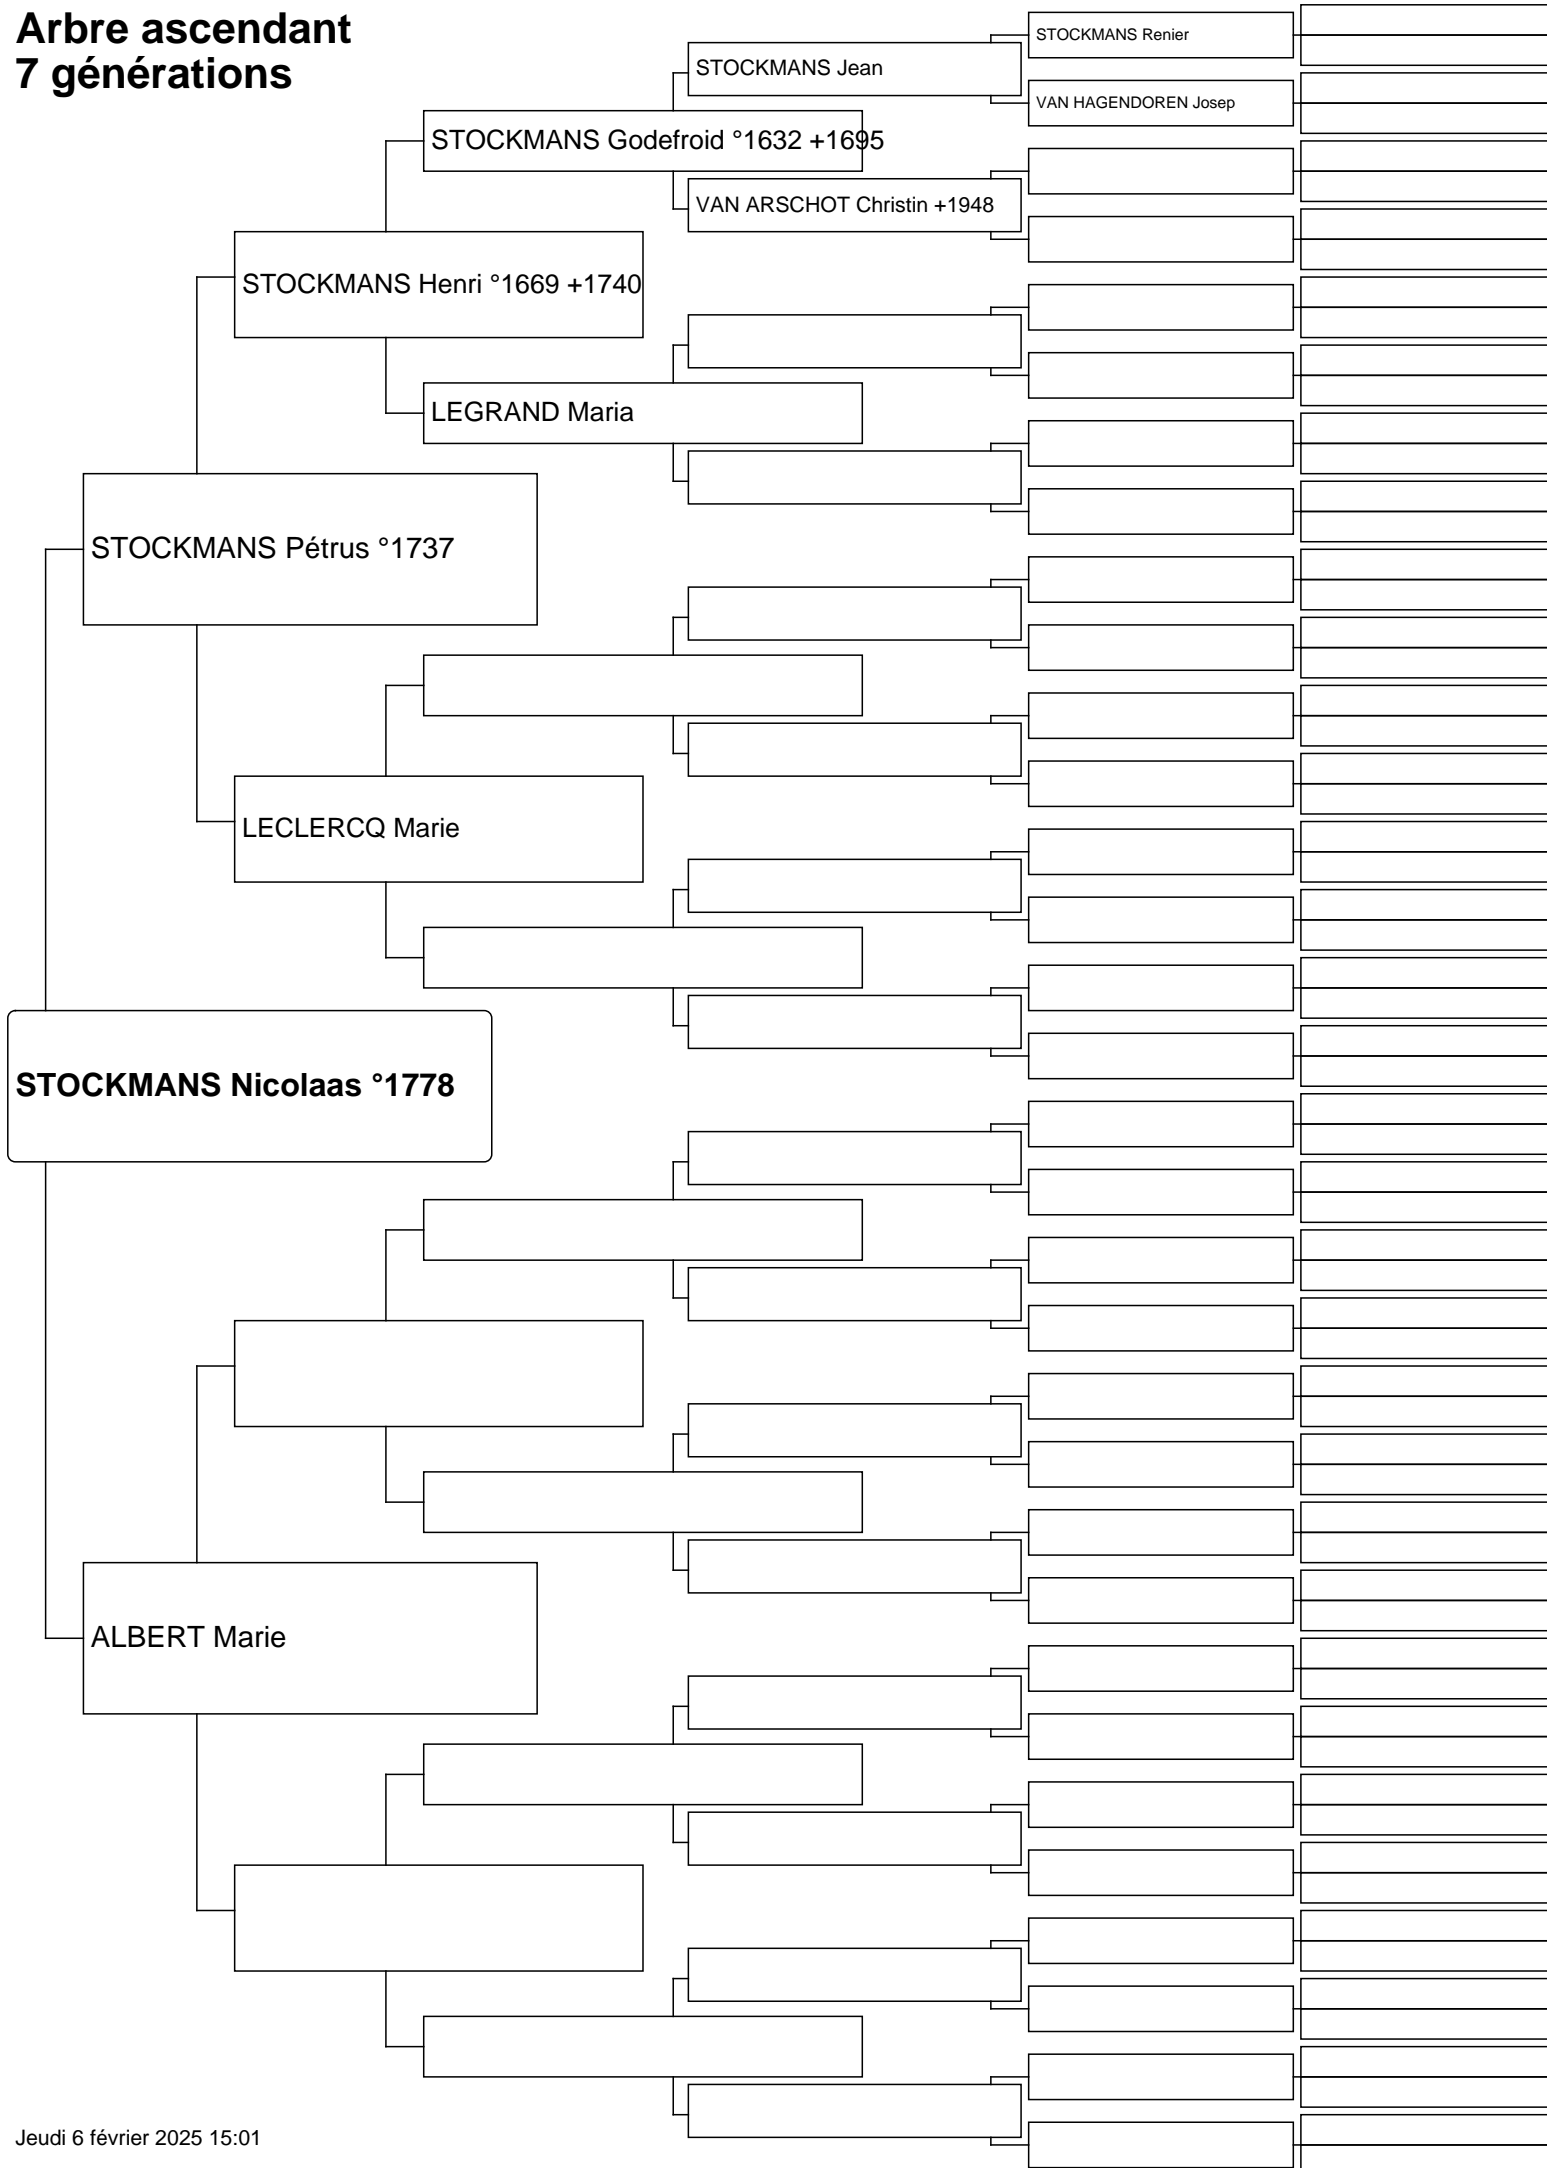 Arbre ascendant
7 générations
STOCKMANS Renier
STOCKMANS Jean
VAN HAGENDOREN Josep
STOCKMANS Godefroid °1632 +1695
VAN ARSCHOT Christin +1948
STOCKMANS Henri °1669 +1740
LEGRAND Maria
STOCKMANS Pétrus °1737
LECLERCQ Marie
STOCKMANS Nicolaas °1778
ALBERT Marie
Jeudi 6 février 2025 15:01